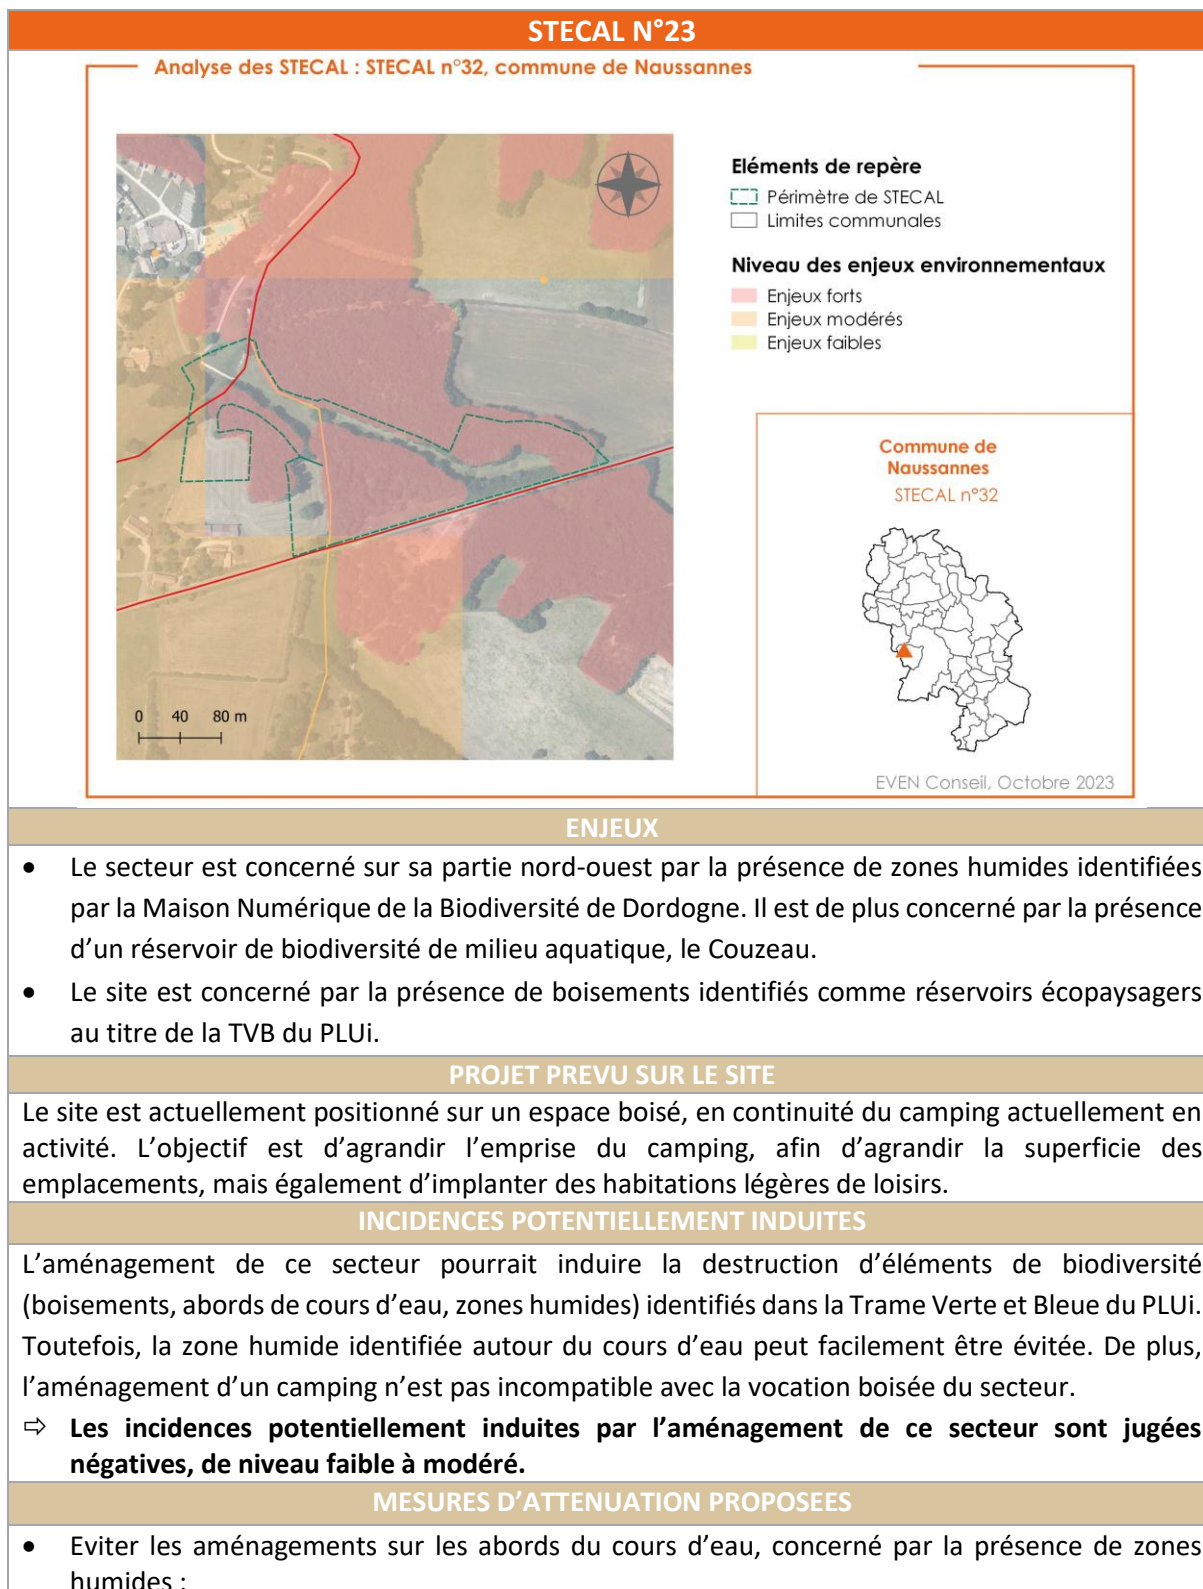 STECAL N°23
Analyse des STECAL : STECAL n°32, commune de Naussannes
Eléments de repère
Périmètre de STECAL
Limites communales
Niveau des enjeux environnementaux
Enjeux forts
Enjeux modérés
Enjeux faibles
Commune de
Naussannes
STECAL n°32
0 40 80 m
EVEN Conseil, Octobre 2023
ENJEUX
• Le secteur est concerné sur sa partie nord-ouest par la présence de zones humides identifiées
par la Maison Numérique de la Biodiversité de Dordogne. Il est de plus concerné par la présence
d'un réservoir de biodiversité de milieu aquatique, le Couzeau.
• Le site est concerné par la présence de boisements identifiés comme réservoirs écopaysagers
au titre de la TVB du PLUi.
PROJET PREVU SUR LE SITE
Le site est actuellement positionné sur un espace boisé, en continuité du camping actuellement en
activité. L'objectif est d'agrandir l'emprise du camping, afin d'agrandir la superficie des
emplacements, mais également d'implanter des habitations légères de loisirs.
INCIDENCES POTENTIELLEMENT INDUITES
L'aménagement de ce secteur pourrait induire la destruction d'éléments de biodiversité
(boisements, abords de cours d'eau, zones humides) identifiés dans la Trame Verte et Bleue du PLUi.
Toutefois, la zone humide identifiée autour du cours d'eau peut facilement être évitée. De plus,
l'aménagement d'un camping n'est pas incompatible avec la vocation boisée du secteur.
⇨ Les incidences potentiellement induites par l'aménagement de ce secteur sont jugées
négatives, de niveau faible à modéré.
MESURES D'ATTENUATION PROPOSEES
• Eviter les aménagements sur les abords du cours d'eau, concerné par la présence de zones
humides ;